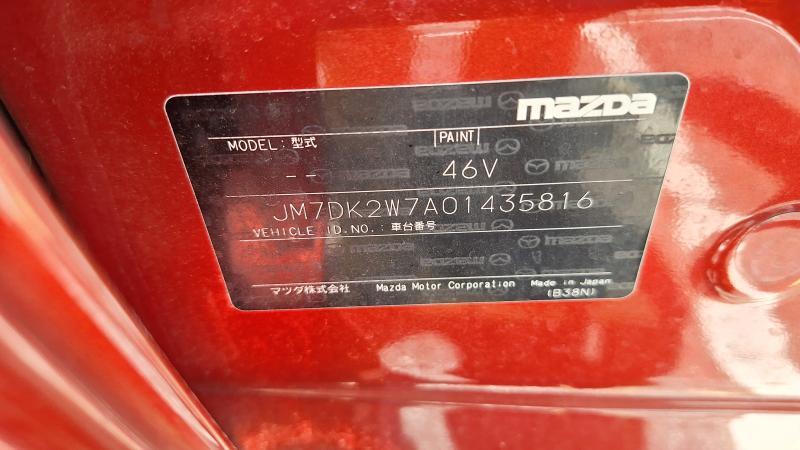 mazda
MODEL: 型式
PAINT
-- 46V
JM7DK2W7A01435816
VEHICLE ID.NO.: 車台番号
マツダ株式会社 Mazda Motor Corporation Made in Japan
(B38N)